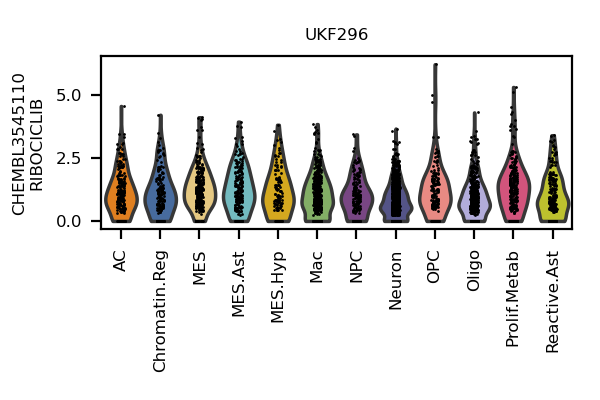 UKF296
CHEMBL3545110
RIBOCICLIB
5.0
2.5
0.0
AC
Chromatin.Reg
MES
MES.Ast
MES.Hyp
Mac
NPC
Neuron
OPC
Oligo
Prolif.Metab
Reactive.Ast